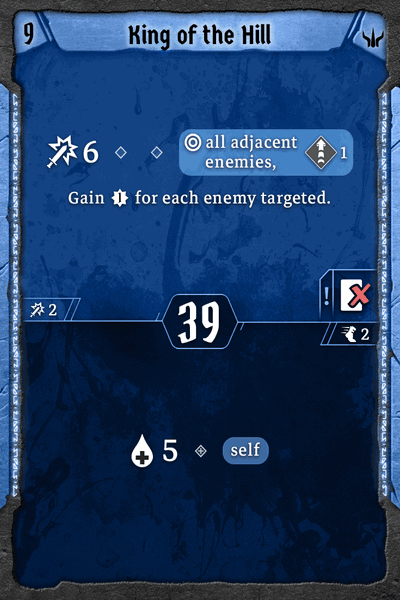 9 King of the Hill
6 all adjacent
enemies, 1
Gain 1 for each enemy targeted.
2 39 ! 2
5 self